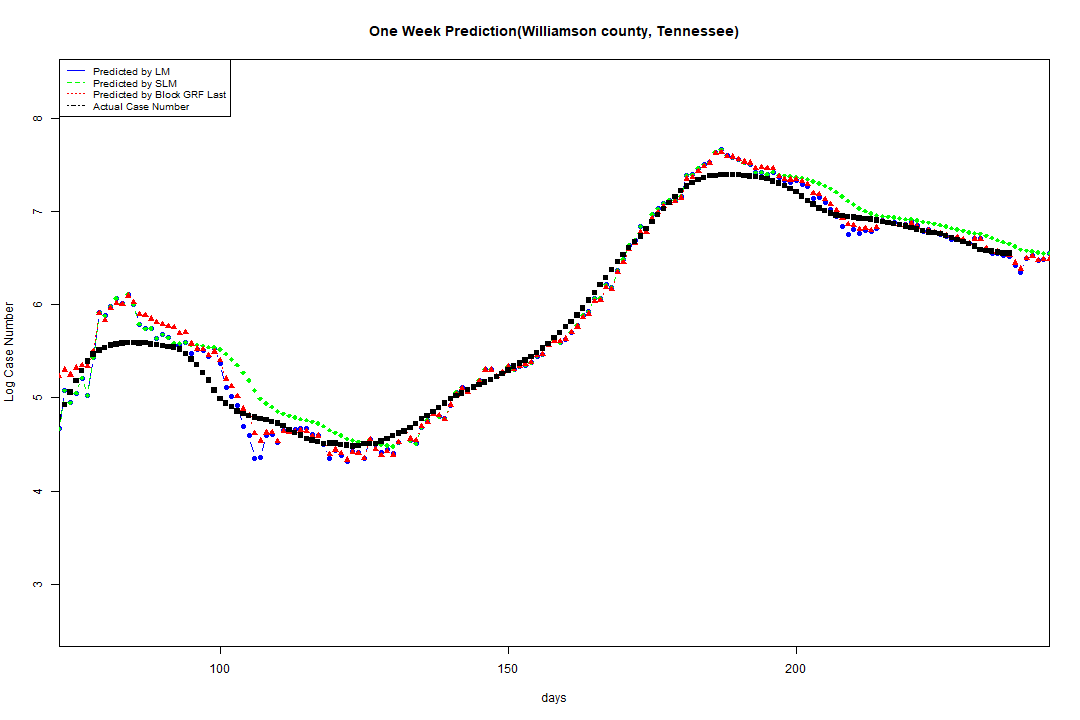 One Week Prediction(Williamson county, Tennessee)
Predicted by LM
Predicted by SLM
Predicted by Block GRF Last
Actual Case Number
8
7
6
5
4
3
Log Case Number
100 150 200
days